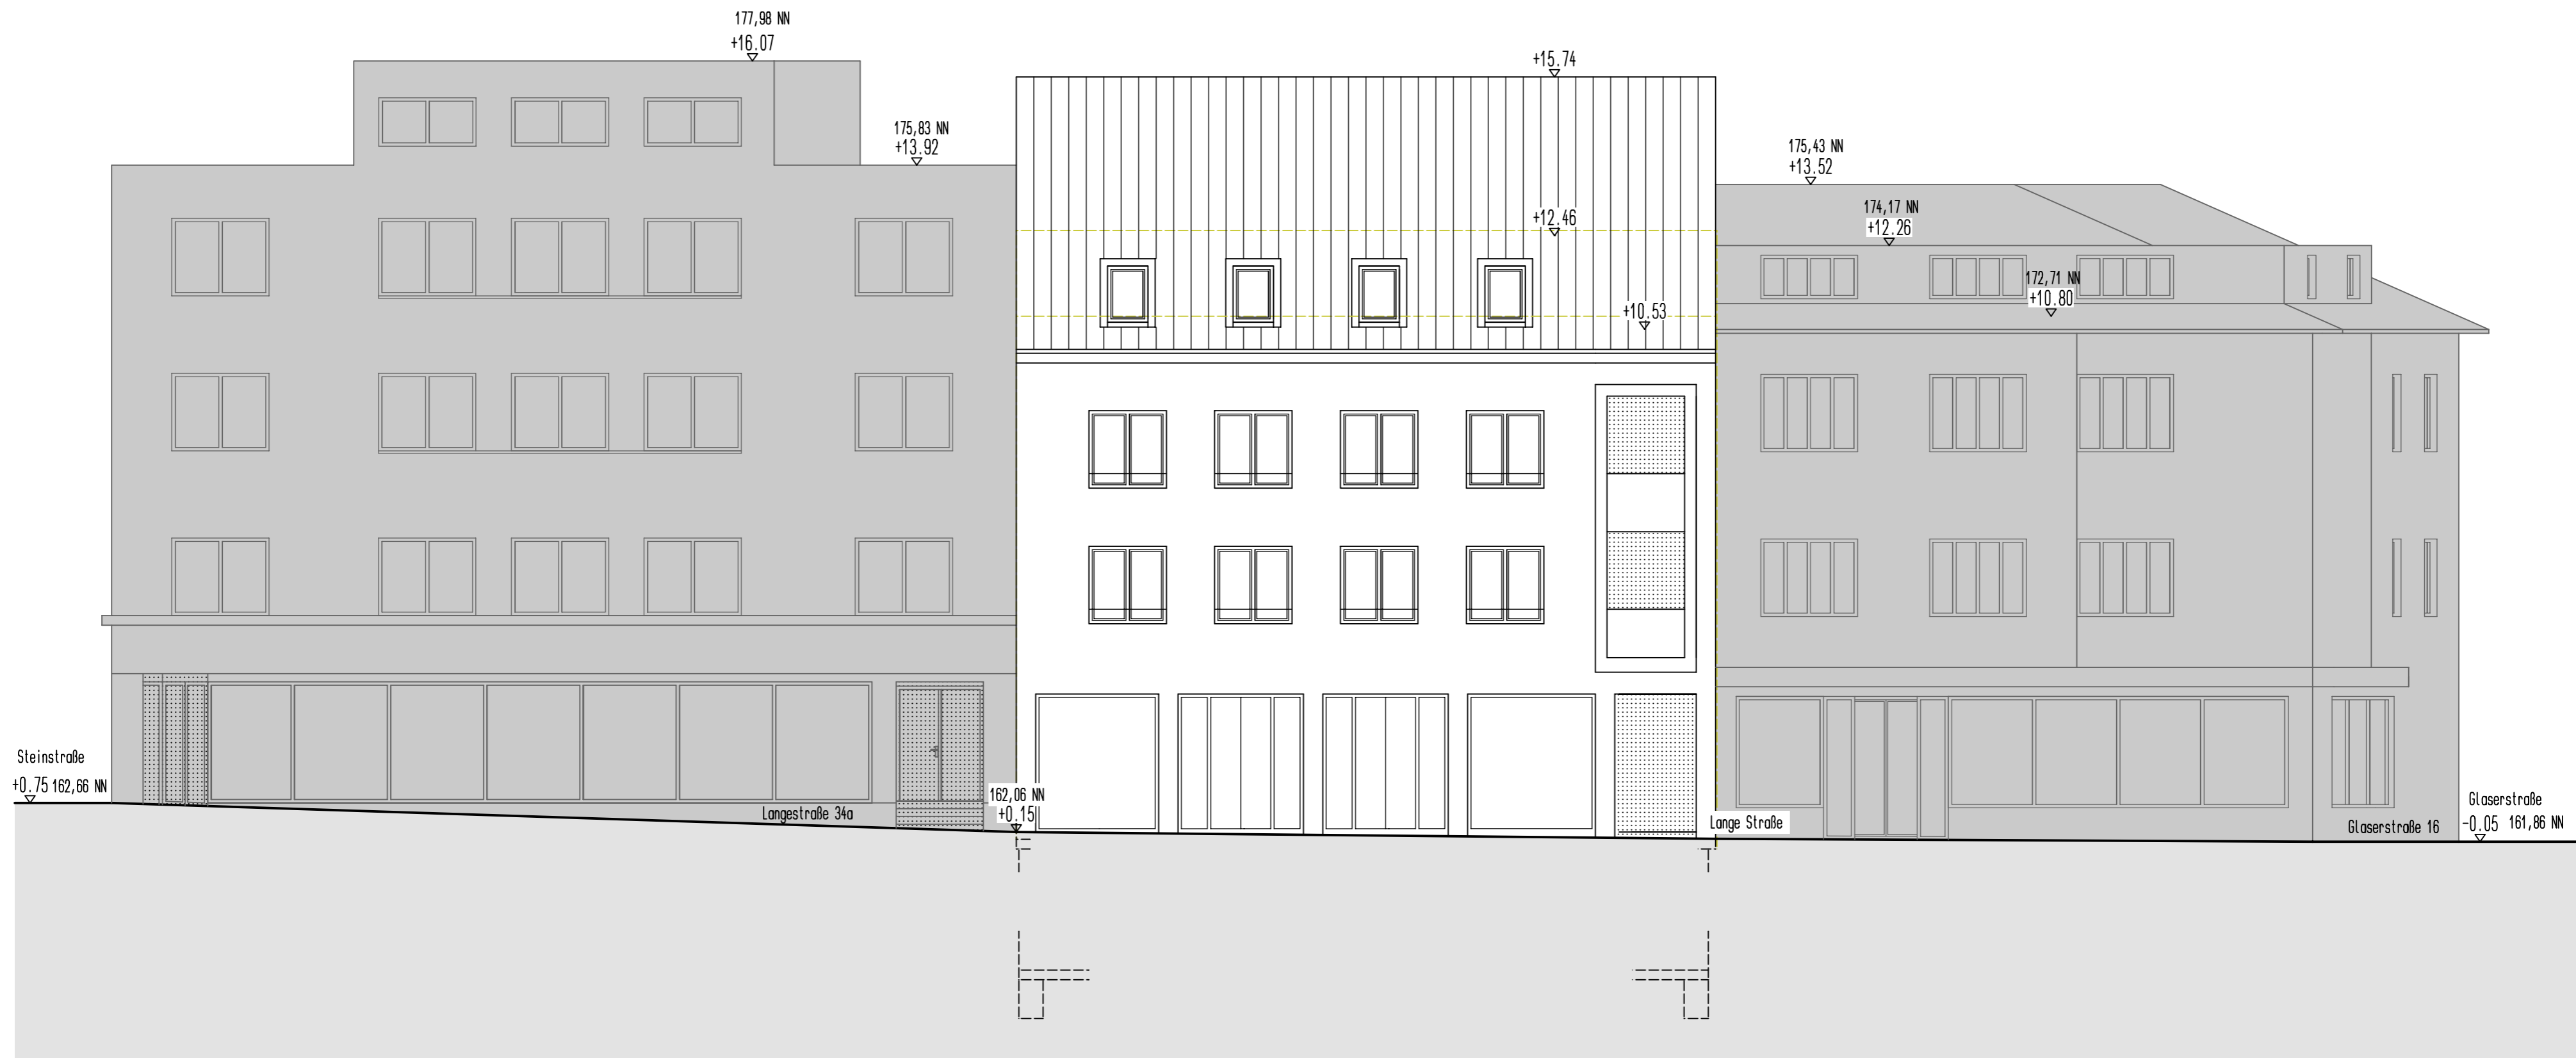 177,98 NN
+16.07
+15.74
175,83 NN
+13.92
175,43 NN
+13.52
174,17 NN
+12.26
+12.46
172,71 NN
+10.80
+10.53
Steinstraße
+0.75 162,66 NN
Langestraße 34a
162,06 NN
+0.15
Lange Straße
Glaserstraße 16
Glaserstraße
-0.05 161,86 NN